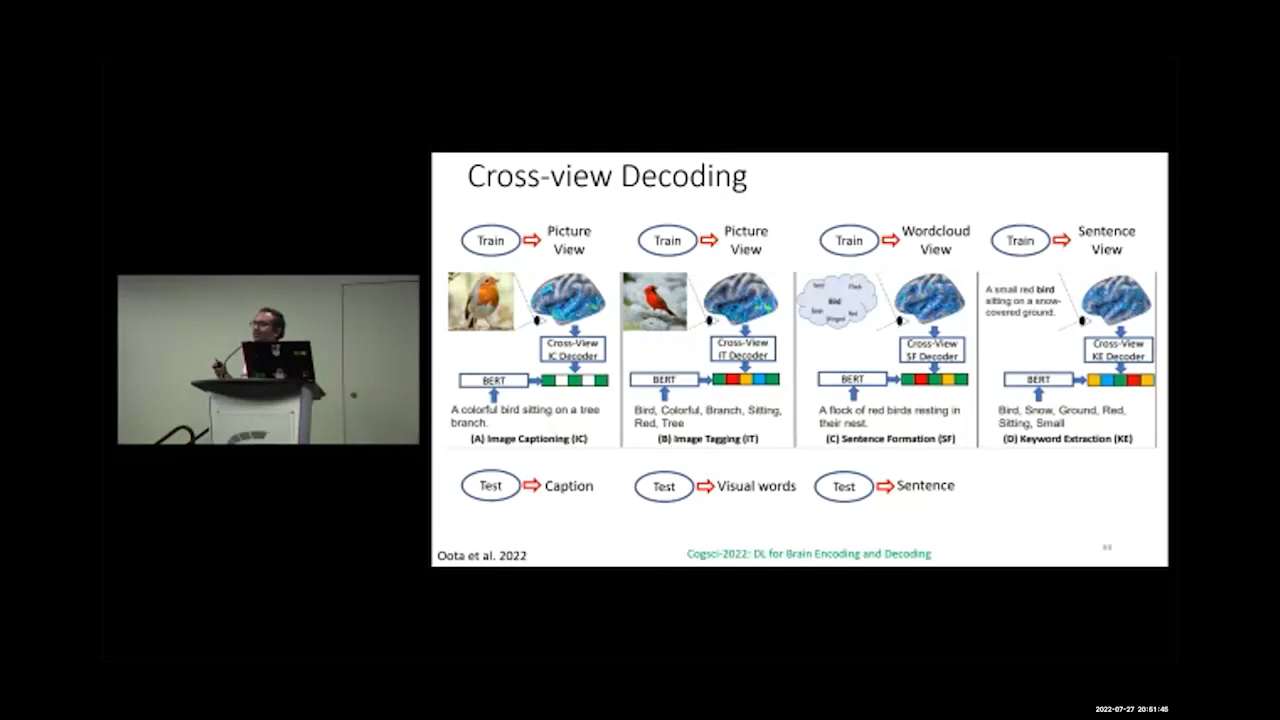 Cross-view Decoding
Train
Picture
View
Train
Picture
View
Train
Wordcloud
View
Train
Sentence
View
Bird
A small red bird
sitting on a snow-
covered ground.
Cross-View
IC Decoder
Cross-View
IT Decoder
Cross-View
SF Decoder
Cross-View
KE Decoder
BERT
BERT
BERT
BERT
A colorful bird sitting on a tree
branch.
Bird, Colorful, Branch, Sitting,
Red, Tree
A flock of red birds resting in
their nest.
Bird, Snow, Ground, Red,
Sitting, Small
(A) Image Captioning (IC)
(B) Image Tagging (IT)
(C) Sentence Formation (SF)
(D) Keyword Extraction (KE)
Test
Caption
Test
Visual words
Test
Sentence
Oota et al. 2022
Cogsci-2022: DL for Brain Encoding and Decoding
2022-07-27 20:51:45